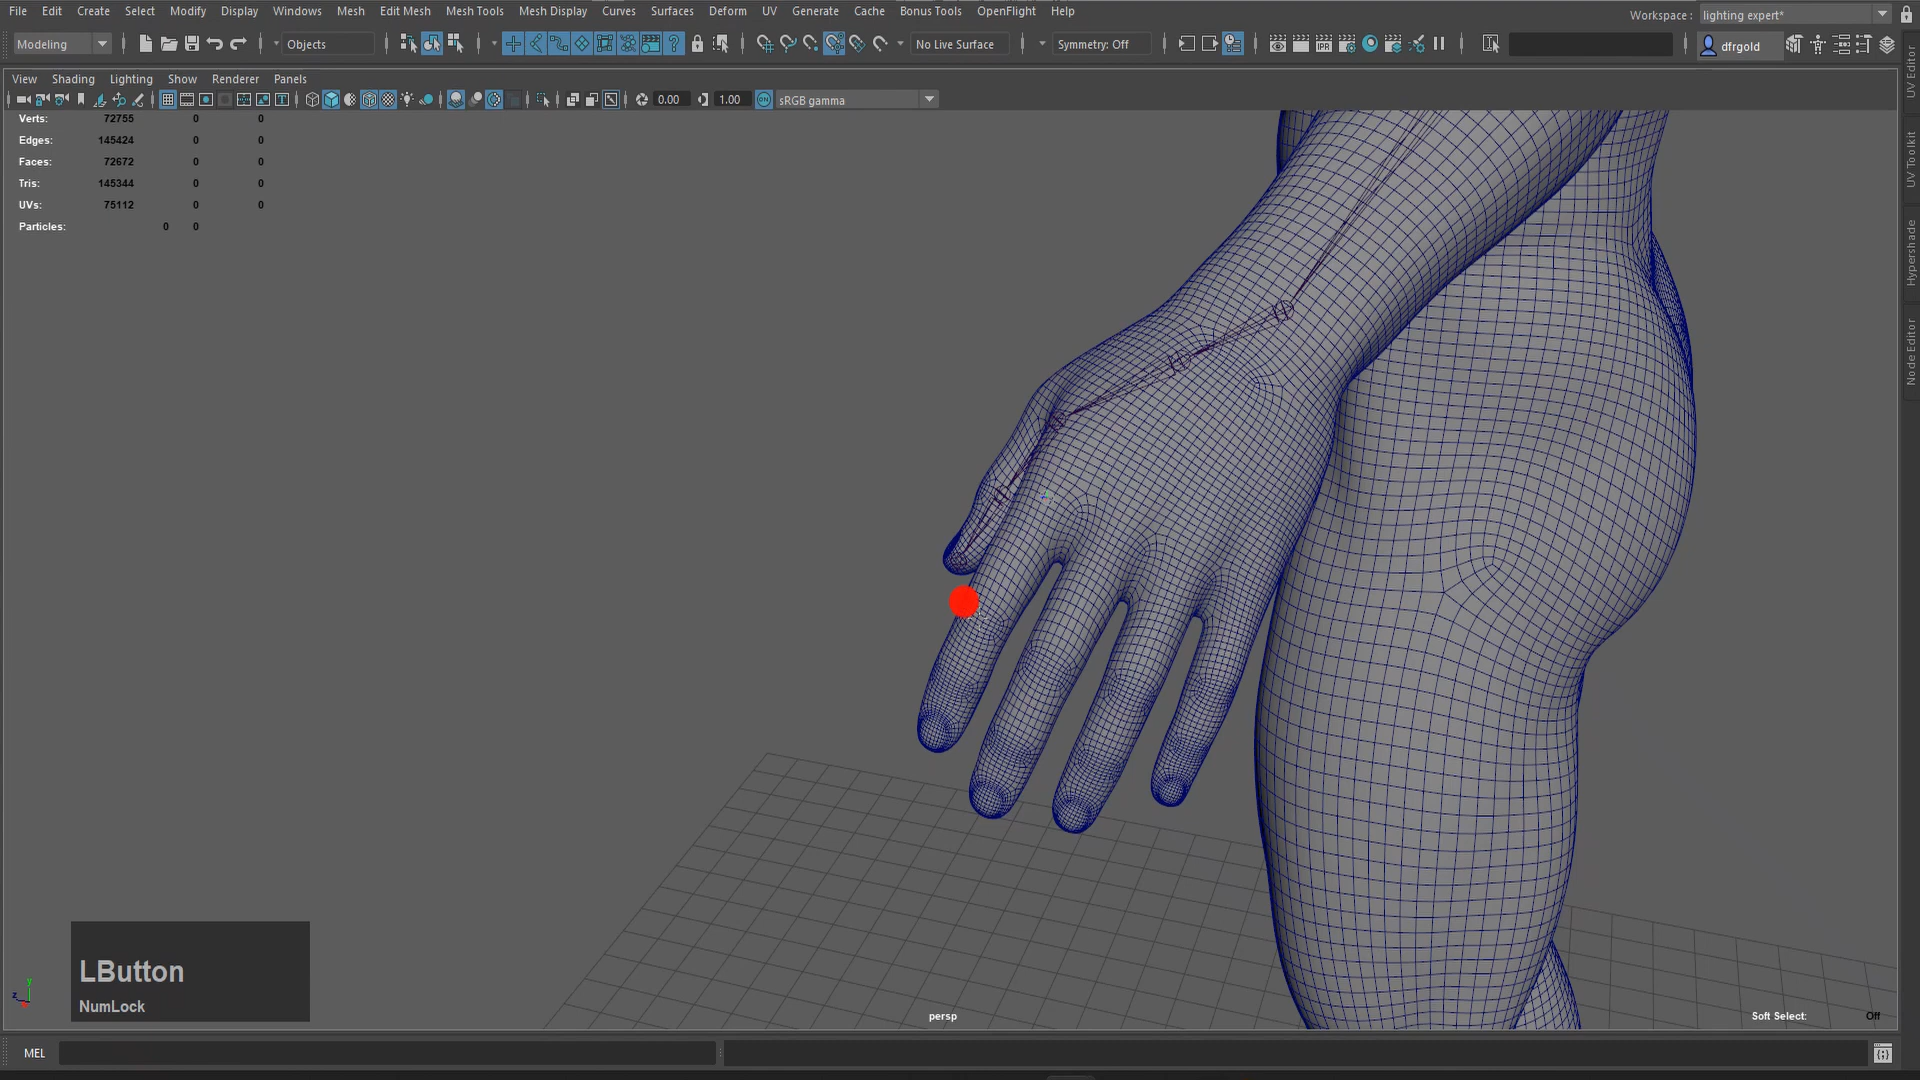 File Edit Create Select Modify Display Windows Mesh Edit Mesh Mesh Tools Mesh Display Curves Surfaces Deform UV Generate Cache Bonus Tools OpenFlight Help
Workspace : lighting expert*
Modeling Objects No Live Surface Symmetry: Off IPR dfrgold
View Shading Lighting Show Renderer Panels
0.00 1.00 ON sRGB gamma
Verts: 72755 0 0
Edges: 145424 0 0
Faces: 72672 0 0
Tris: 145344 0 0
UVs: 75112 0 0
Particles: 0 0
UV Editor
UV Toolkit
Hypershade
Node Editor
LButton
NumLock
y
z
persp
Soft Select: Off
MEL